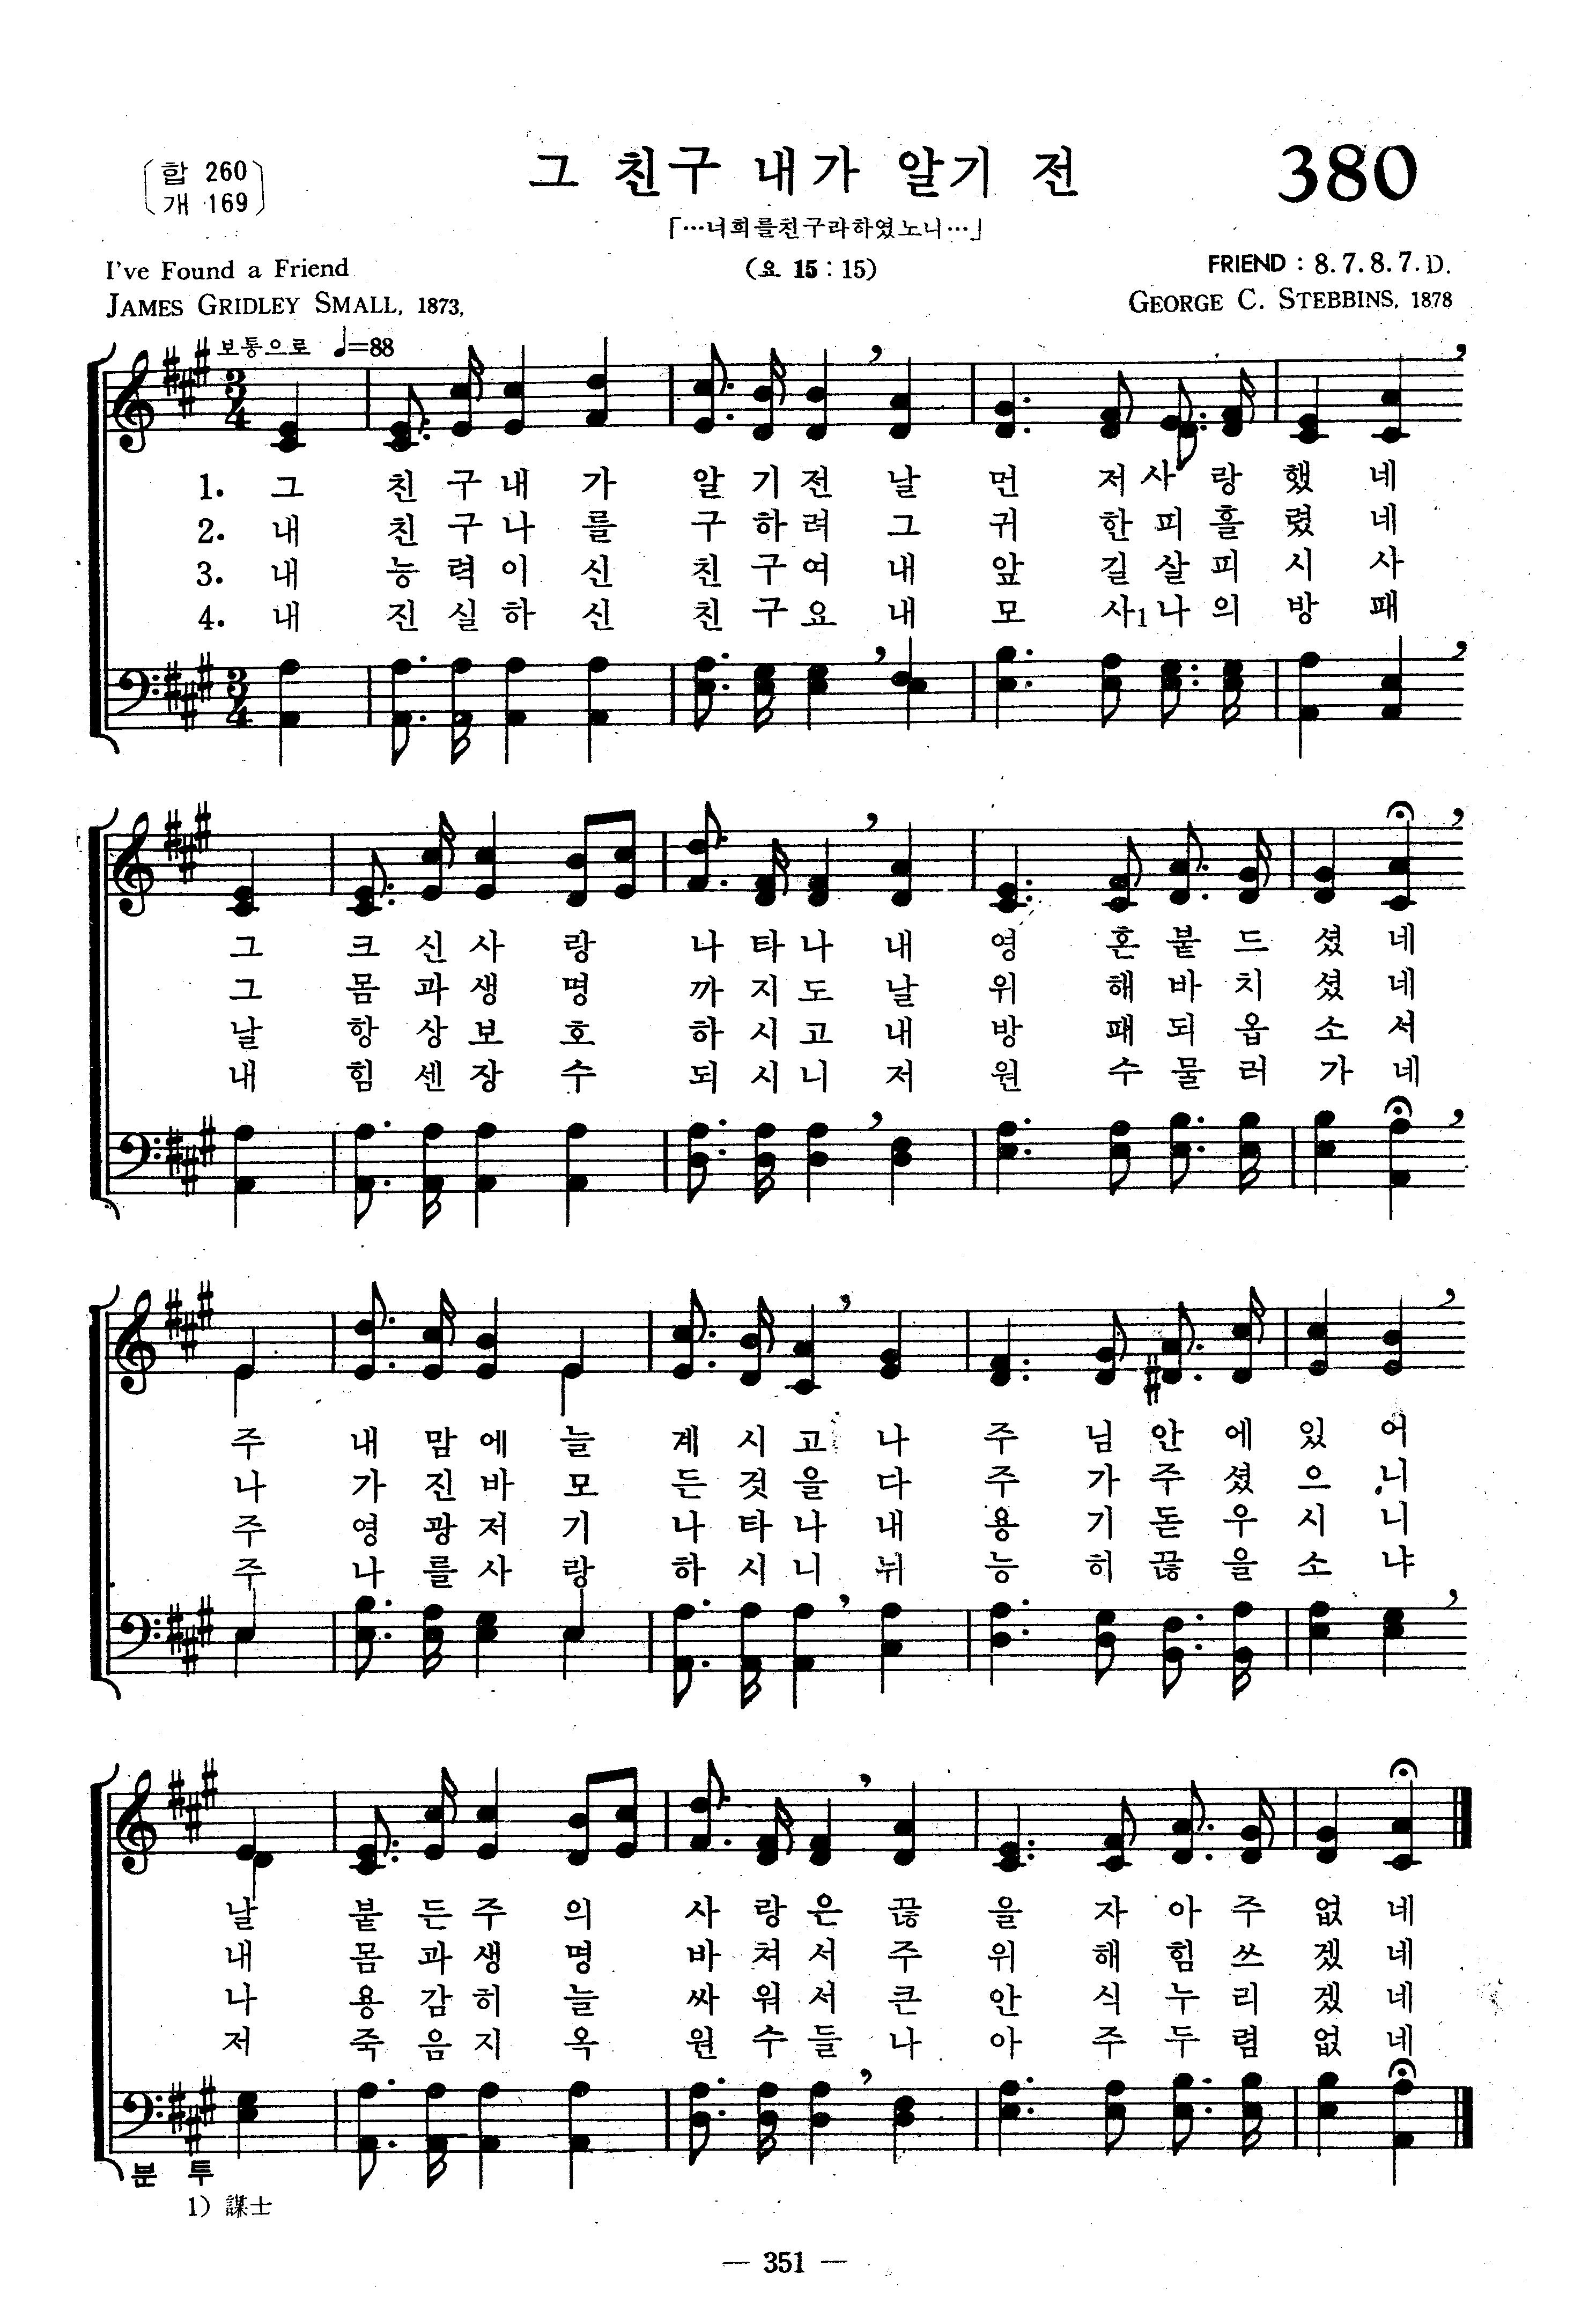 합 260
개 169
그 친구 내가 알기 전
380
「…너희를친구라하였노니…」
I've Found a Friend
(요 15 : 15)
FRIEND : 8. 7. 8. 7. D.
JAMES GRIDLEY SMALL, 1873,
GEORGE C. STEBBINS, 1878
보통으로 ♩=88
1. 그 친 구 내 가 알 기 전 날 먼 저 사 랑 했 네
2. 내 친 구 나 를 구 하 려 그 귀 한 피 흘 렸 네
3. 내 능 력 이 신 친 구 여 내 앞 길 살 피 시 사
4. 내 진 실 하 신 친 구 요 내 모 사1 나 의 방 패
그 크 신 사 랑 나 타 나 내 영 혼 붙 드 셨 네
그 몸 과 생 명 까 지 도 날 위 해 바 치 셨 네
날 항 상 보 호 하 시 고 내 방 패 되 옵 소 서
내 힘 센 장 수 되 시 니 저 원 수 물 러 가 네
주 내 맘 에 늘 계 시 고 나 주 님 안 에 있 어
나 가 진 바 모 든 것 을 다 주 가 주 셨 으 니
주 영 광 저 기 나 타 나 내 용 기 돋 우 시 니
주 나 를 사 랑 하 시 니 뉘 능 히 끊 을 소 냐
날 붙 든 주 의 사 랑 은 끊 을 자 아 주 없 네
내 몸 과 생 명 바 쳐 서 주 위 해 힘 쓰 겠 네
나 용 감 히 늘 싸 워 서 큰 안 식 누 리 겠 네
저 죽 음 지 옥 원 수 들 나 아 주 두 렴 없 네
분 투
1) 謀士
— 351 —